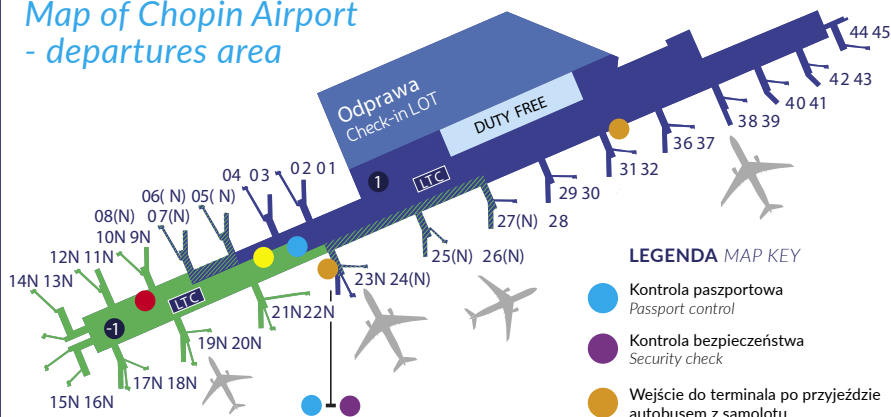 Map of Chopin Airport
- departures area
44 45
42 43
40 41
38 39
36 37
31 32
29 30
28
27(N)
26(N)
25(N)
Odprawa
Check-in LOT
DUTY FREE
1
LTC
04 03
02 01
06( N)
05( N)
08(N)
07(N)
10N 9N
12N 11N
14N 13N
LTC
-1
23N 24(N)
21N22N
19N 20N
17N 18N
15N 16N
LEGENDA MAP KEY
Kontrola paszportowa
Passport control
Kontrola bezpieczeństwa
Security check
Wejście do terminala po przyjeździe
autobusem z samolotu